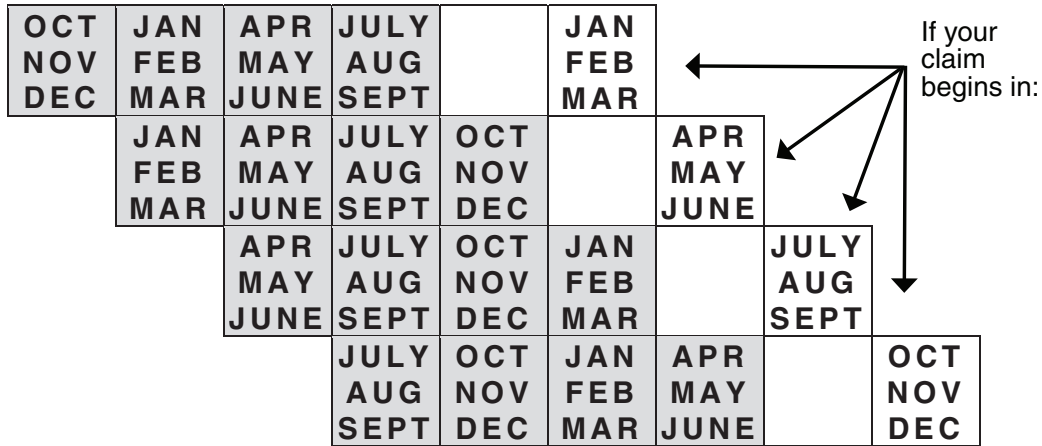 OCT JAN APR JULY JAN
NOV FEB MAY AUG FEB
DEC MAR JUNE SEPT MAR
If your
claim
begins in:
JAN APR JULY OCT APR
FEB MAY AUG NOV MAY
MAR JUNE SEPT DEC JUNE
APR JULY OCT JAN JULY
MAY AUG NOV FEB AUG
JUNE SEPT DEC MAR SEPT
JULY OCT JAN APR OCT
AUG NOV FEB MAY NOV
SEPT DEC MAR JUNE DEC